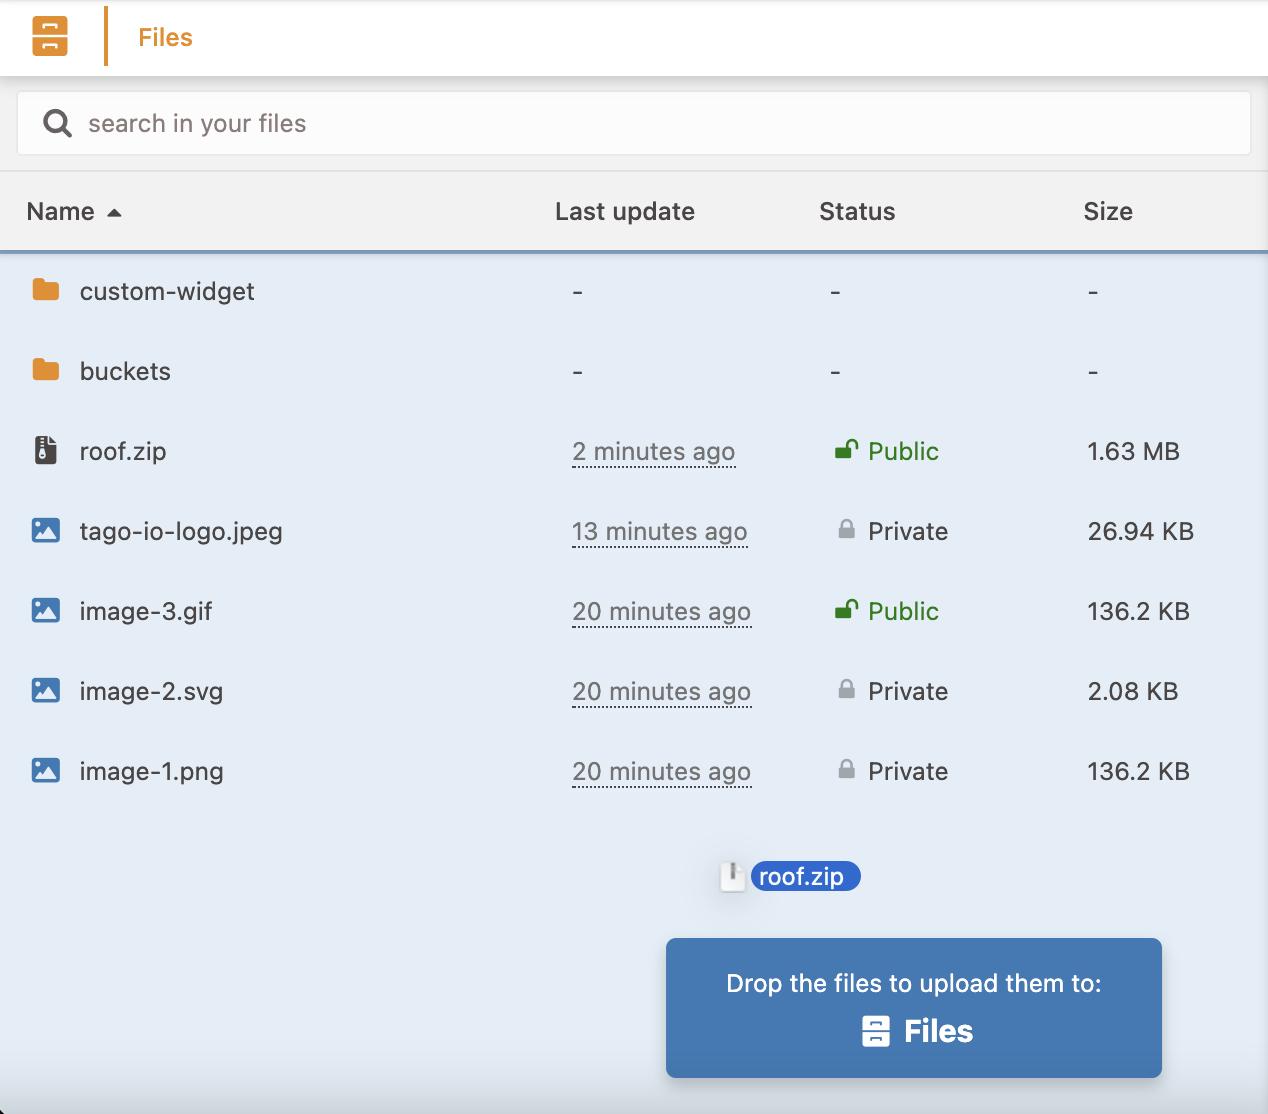 Files
search in your files
Name Last update Status Size
custom-widget - - -
buckets - - -
roof.zip 2 minutes ago Public 1.63 MB
tago-io-logo.jpeg 13 minutes ago Private 26.94 KB
image-3.gif 20 minutes ago Public 136.2 KB
image-2.svg 20 minutes ago Private 2.08 KB
image-1.png 20 minutes ago Private 136.2 KB
roof.zip
Drop the files to upload them to:
Files